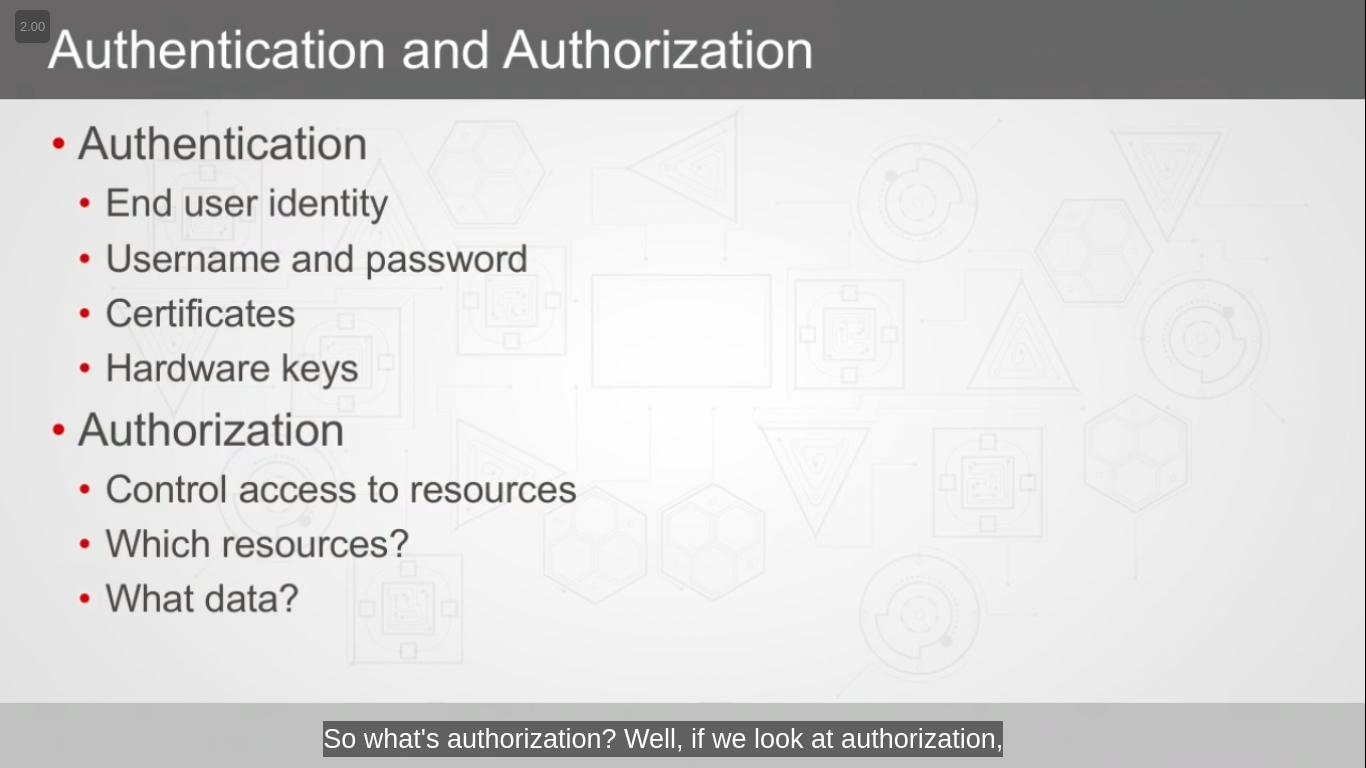 2.00
Authentication and Authorization
• Authentication
• End user identity
• Username and password
• Certificates
• Hardware keys
• Authorization
• Control access to resources
• Which resources?
• What data?
So what's authorization? Well, if we look at authorization,